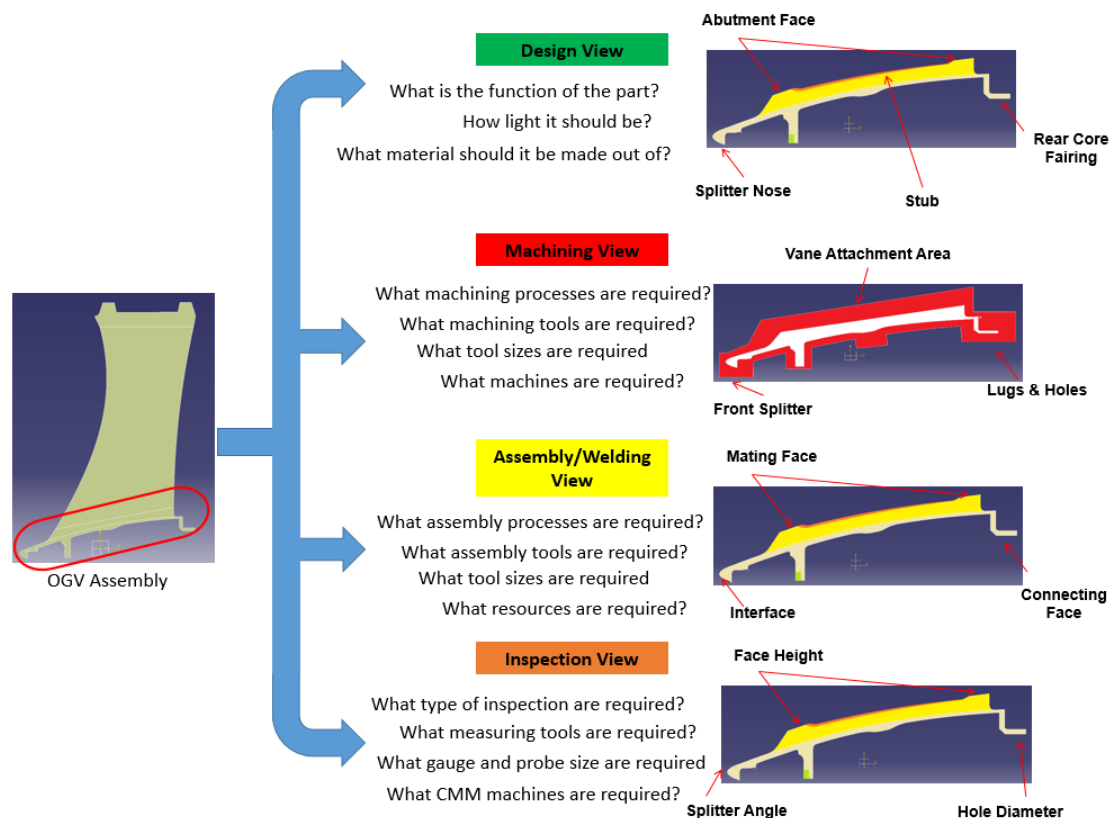 Abutment Face
Design View
What is the function of the part?
How light it should be?
What material should it be made out of?
Rear Core
Fairing
Splitter Nose
Stub
Machining View
Vane Attachment Area
What machining processes are required?
What machining tools are required?
What tool sizes are required
What machines are required?
Lugs & Holes
Front Splitter
Assembly/Welding
View
Mating Face
What assembly processes are required?
What assembly tools are required?
What tool sizes are required
What resources are required?
Connecting
Face
Interface
OGV Assembly
Inspection View
Face Height
What type of inspection are required?
What measuring tools are required?
What gauge and probe size are required
What CMM machines are required?
Splitter Angle
Hole Diameter